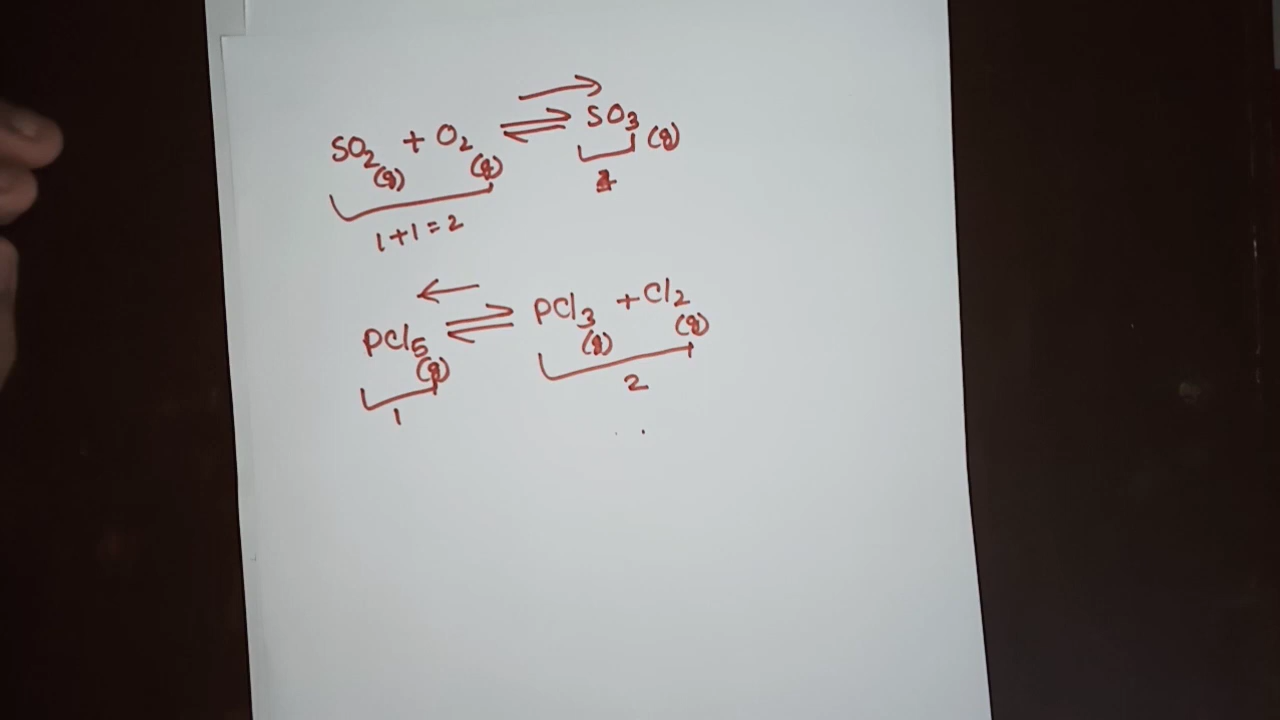 SO2(g) + O2(g) ⇌ SO3(g)
1+1=2
PCl5(g) ⇌ PCl3(g) + Cl2(g)
1 2